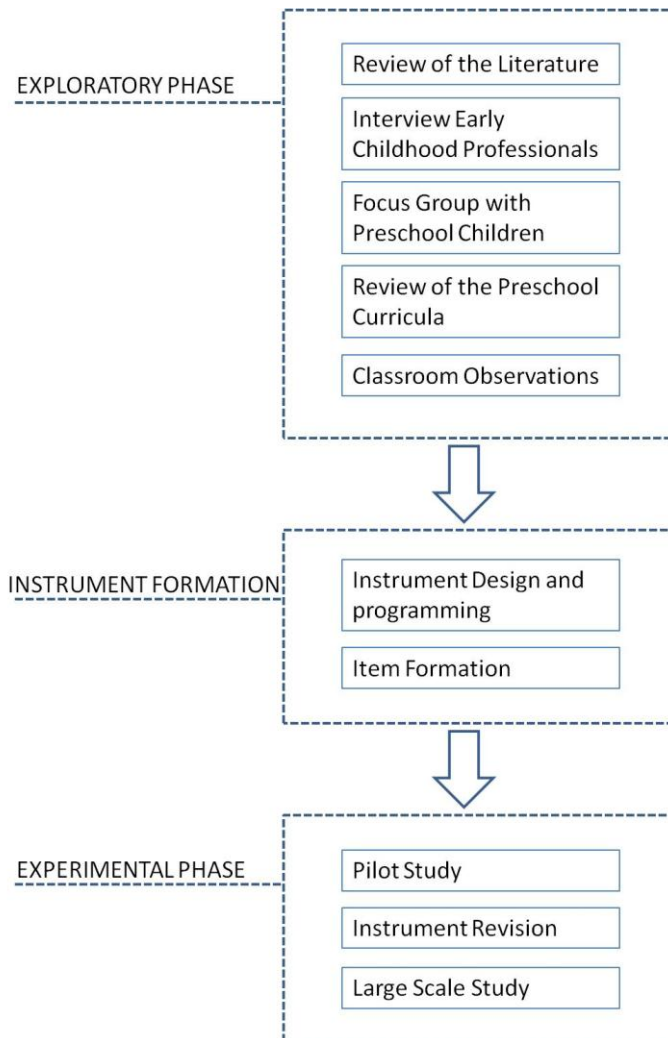 EXPLORATORY PHASE
Review of the Literature
Interview Early
Childhood Professionals
Focus Group with
Preschool Children
Review of the Preschool
Curricula
Classroom Observations
INSTRUMENT FORMATION
Instrument Design and
programming
Item Formation
EXPERIMENTAL PHASE
Pilot Study
Instrument Revision
Large Scale Study